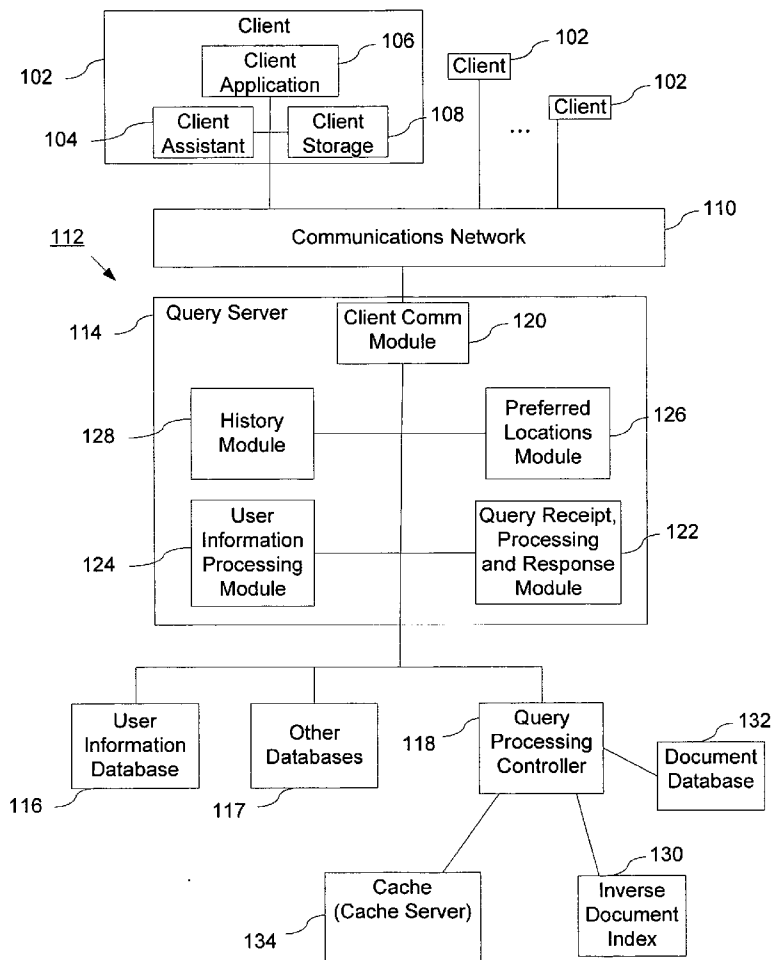 Client
106
102
Client
Application
Client
102
Client
102
104
Client
Assistant
Client
Storage
108
...
110
Communications Network
112
Query Server
114
Client Comm
Module
120
128
History
Module
Preferred
Locations
Module
126
124
User
Information
Processing
Module
Query Receipt,
Processing
and Response
Module
122
User
Information
Database
116
Other
Databases
117
118
Query
Processing
Controller
132
Document
Database
Cache
(Cache Server)
134
130
Inverse
Document
Index